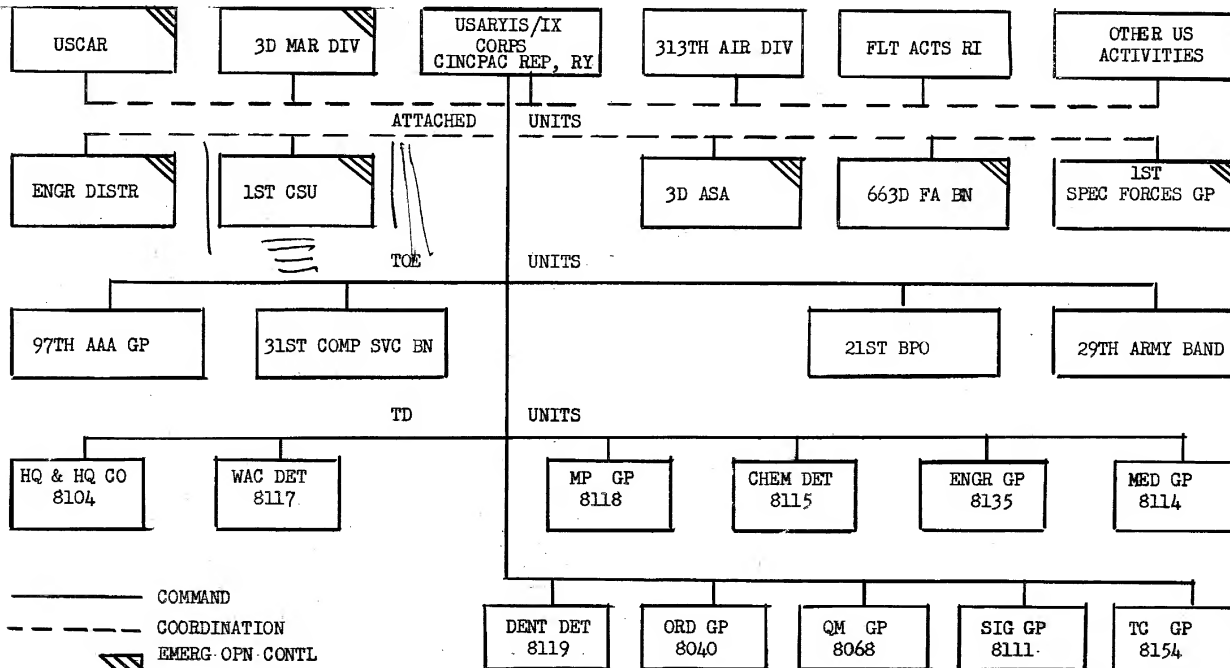 USCAR
3D MAR DIV
USARYIS/IX
CORPS
CINCPAC REP, RY
313TH AIR DIV
FLT ACTS RI
OTHER US
ACTIVITIES
ATTACHED UNITS
ENGR DISTR
1ST CSU
3D ASA
663D FA BN
1ST
SPEC FORCES GP
TOE UNITS
97TH AAA GP
31ST COMP SVC BN
21ST BPO
29TH ARMY BAND
TD UNITS
HQ & HQ CO
8104
WAC DET
8117
MP GP
8118
CHEM DET
8115
ENGR GP
8135
MED GP
8114
DENT DET
8119
ORD GP
8040
QM GP
8068
SIG GP
8111
TC GP
8154
COMMAND
COORDINATION
EMERG OPN CONTL